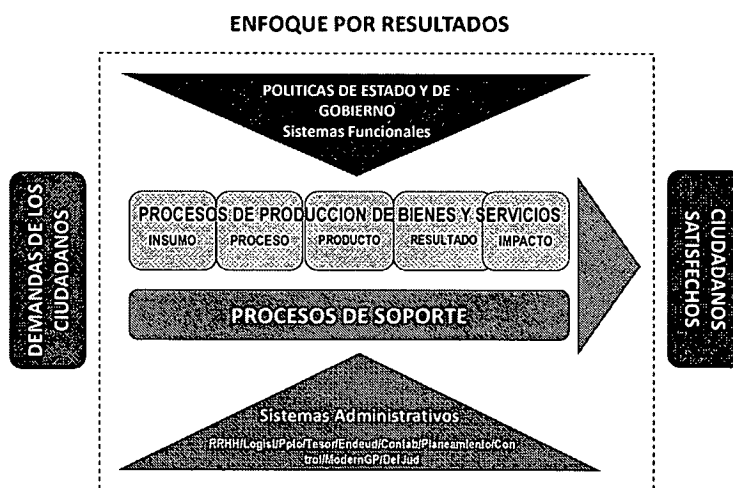 ENFOQUE POR RESULTADOS
POLITICAS DE ESTADO Y DE
GOBIERNO
Sistemas Funcionales
DEMANDAS DE LOS
CIUDADANOS
PROCESOS DE PRODUCCION DE BIENES Y SERVICIOS
INSUMO PROCESO PRODUCTO RESULTADO IMPACTO
PROCESOS DE SOPORTE
CIUDADANOS
SATISFECHOS
Sistemas Administrativos
RRHH/Logist/Ppto/Tesor/Endeud/Contab/Planeamiento/Con
trol/ModernGP/Def Jud